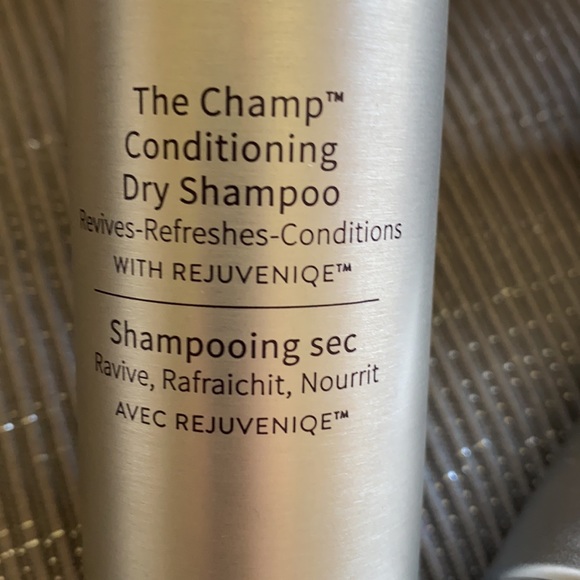 The Champ™
Conditioning
Dry Shampoo
Revives-Refreshes-Conditions
WITH REJUVENIQE™
Shampooing sec
Ravive, Rafraichit, Nourrit
AVEC REJUVENIQE™